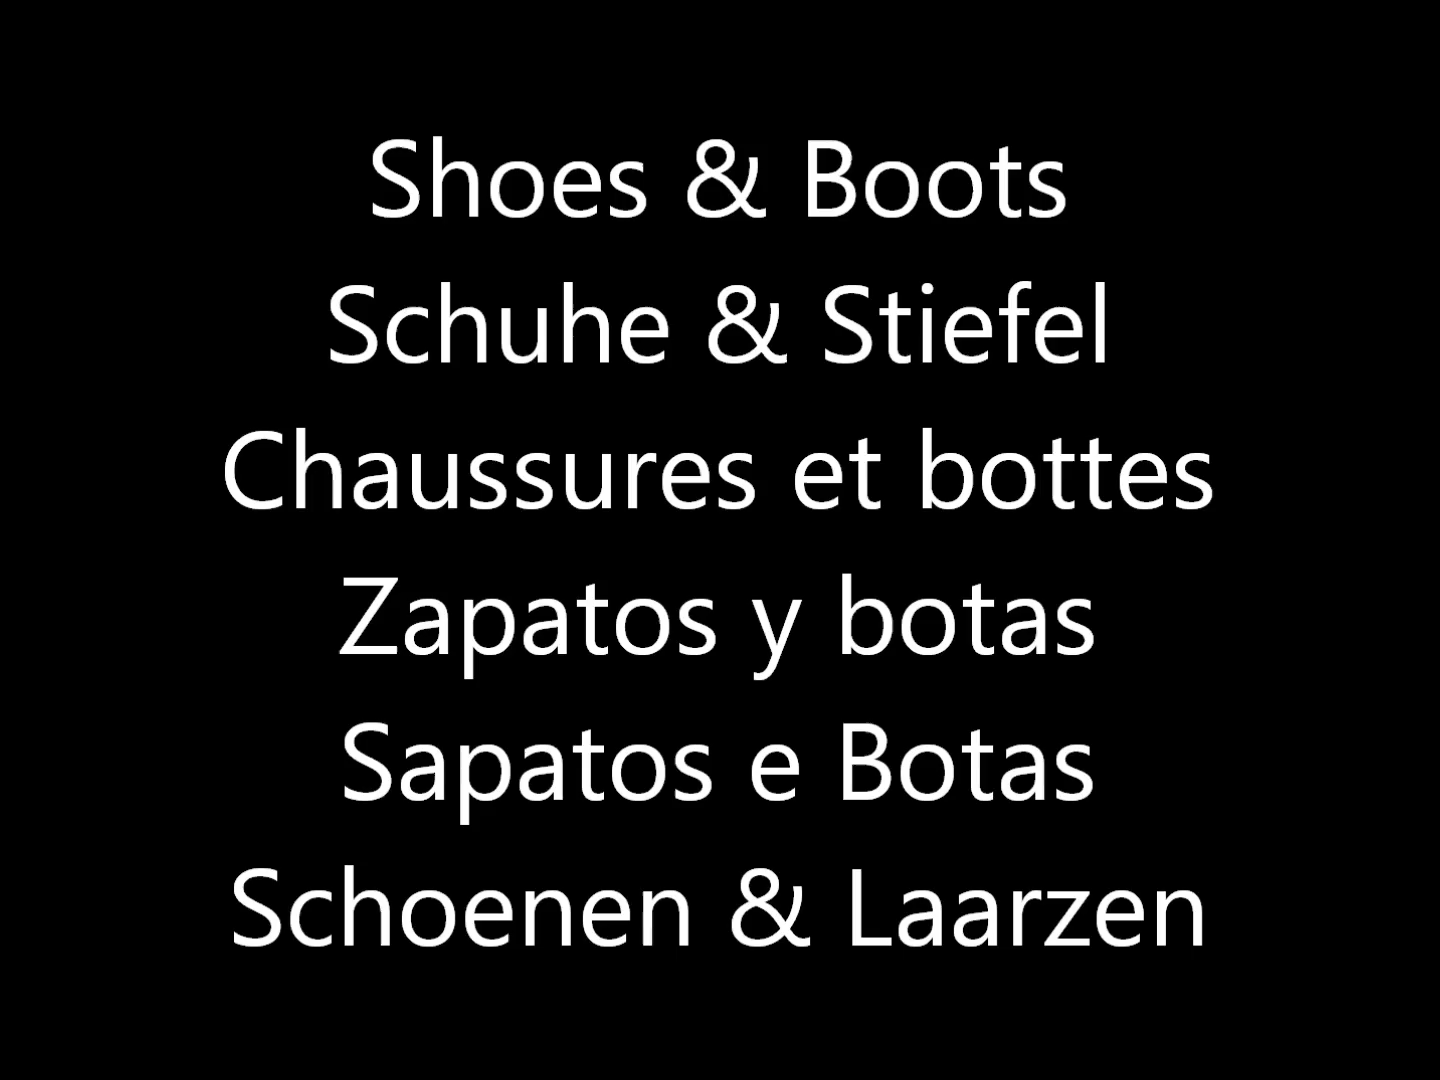 Shoes & Boots
Schuhe & Stiefel
Chaussures et bottes
Zapatos y botas
Sapatos e Botas
Schoenen & Laarzen